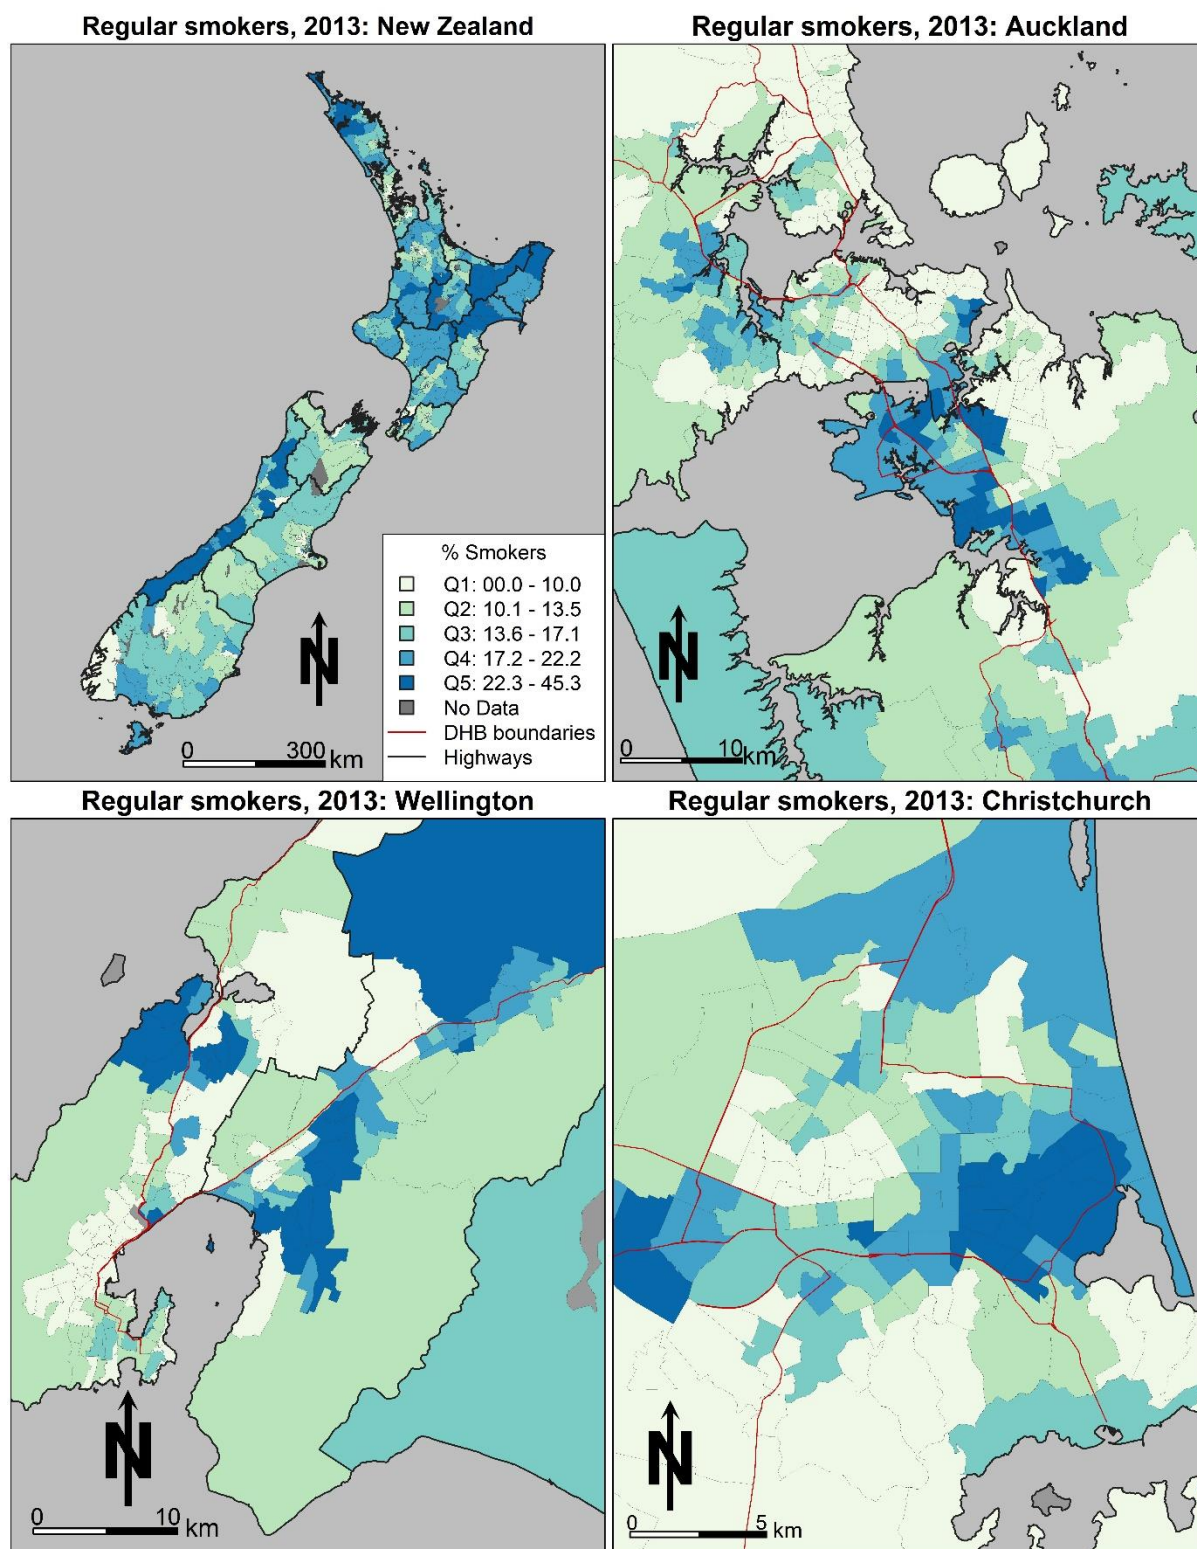 Regular smokers, 2013: New Zealand
% Smokers
Q1: 00.0 - 10.0
Q2: 10.1 - 13.5
Q3: 13.6 - 17.1
Q4: 17.2 - 22.2
Q5: 22.3 - 45.3
No Data
DHB boundaries
Highways
N
0 300 km
Regular smokers, 2013: Auckland
N
0 10 km
Regular smokers, 2013: Wellington
N
0 10 km
Regular smokers, 2013: Christchurch
N
0 5 km